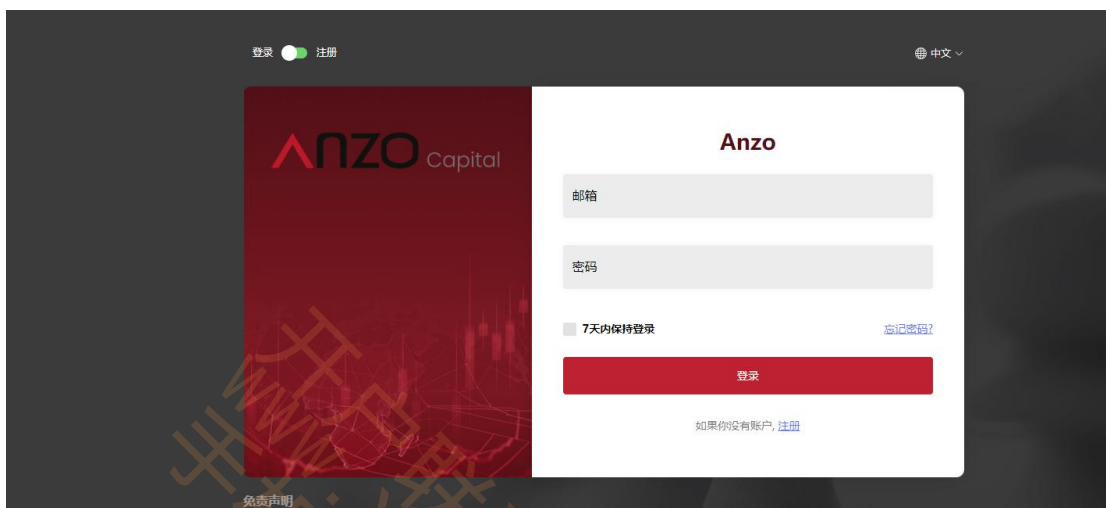 登录 注册 中文
ANZO Capital
Anzo
邮箱
密码
7天内保持登录 忘记密码?
登录
如果你没有账户, 注册
免责声明